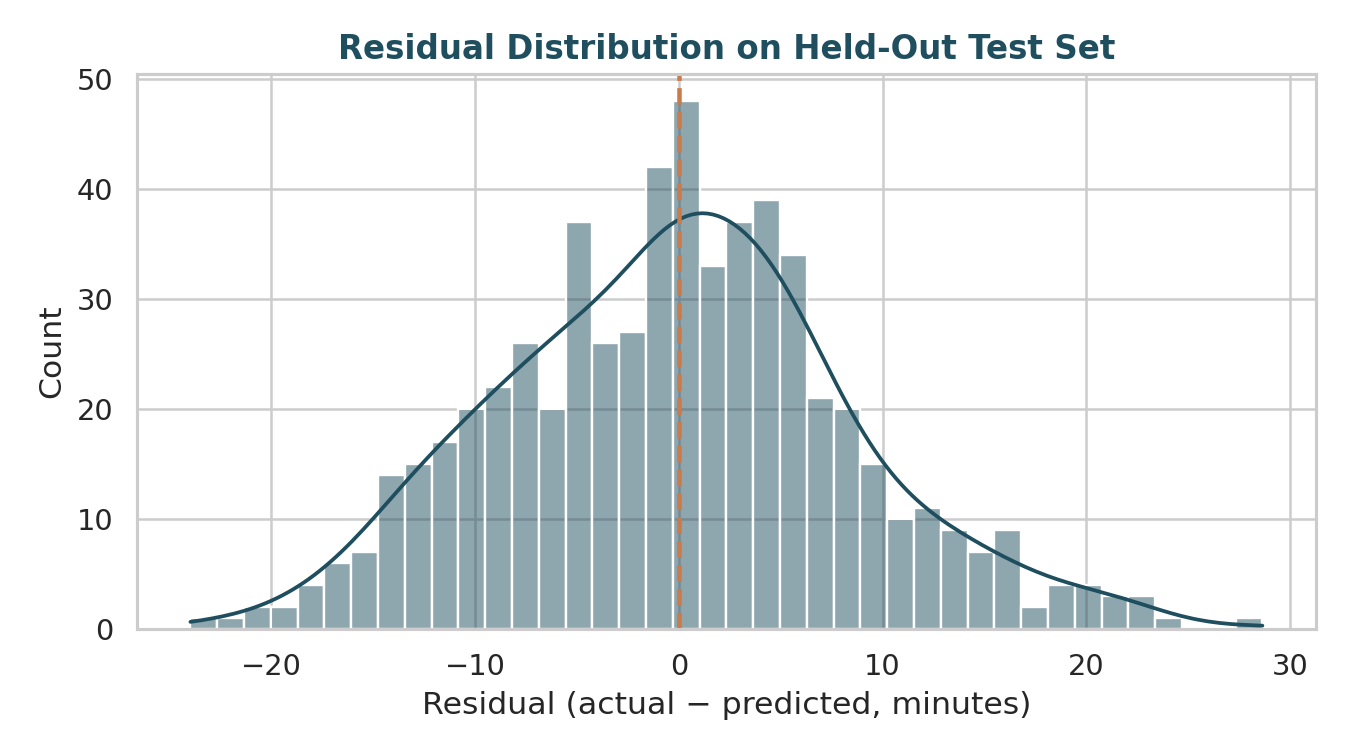 Residual Distribution on Held-Out Test Set
50
40
30
20
10
0
Count
−20 −10 0 10 20 30
Residual (actual − predicted, minutes)